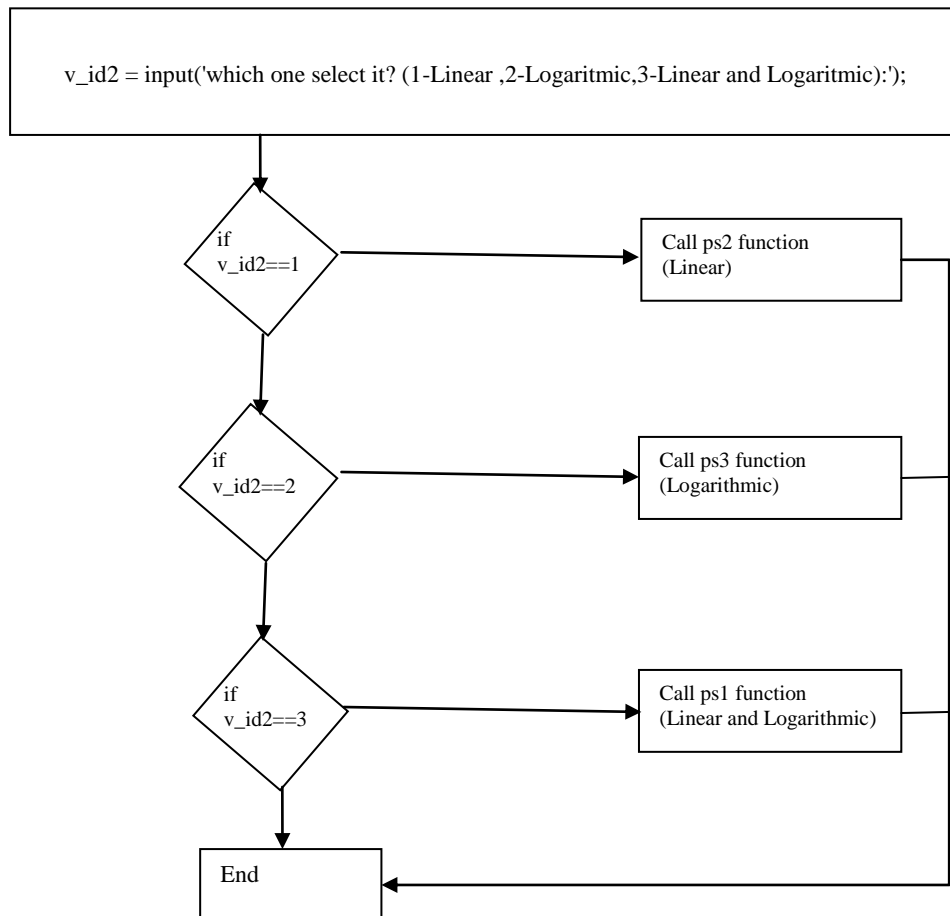 v_id2 = input('which one select it? (1-Linear ,2-Logaritmic,3-Linear and Logaritmic):');
if
v_id2==1
Call ps2 function
(Linear)
if
v_id2==2
Call ps3 function
(Logarithmic)
if
v_id2==3
Call ps1 function
(Linear and Logarithmic)
End